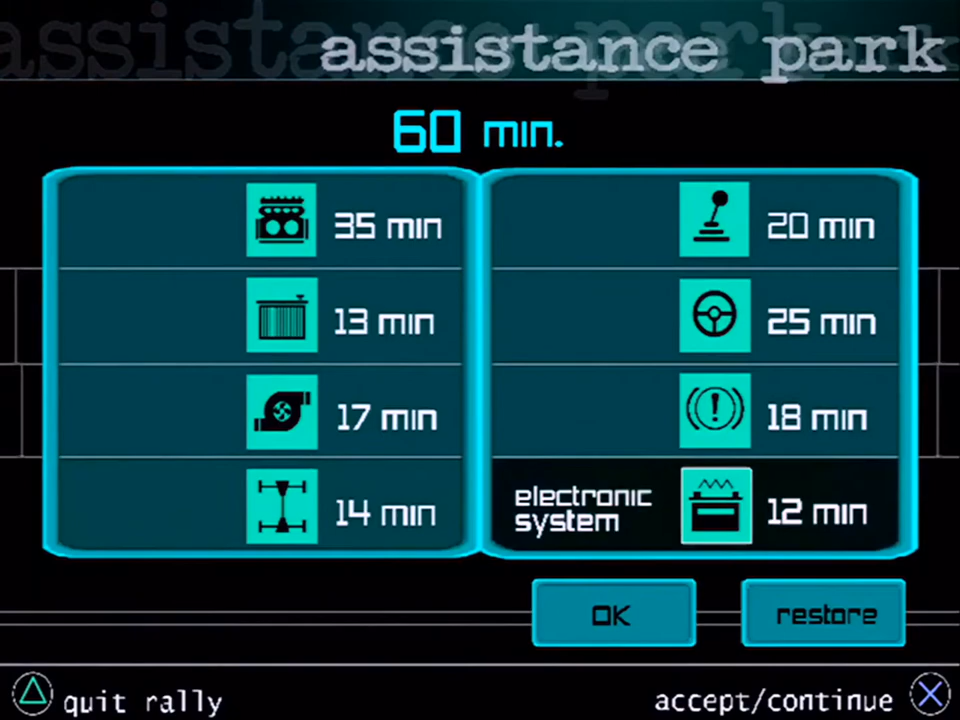 assistance park
60 min.
35 min
20 min
13 min
25 min
17 min
18 min
14 min
electronic
system
12 min
OK
restore
quit rally
accept/continue